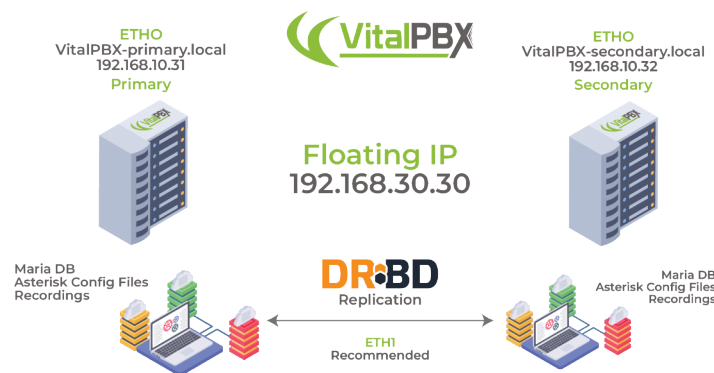 ETHO
VitalPBX-primary.local
192.168.10.31
Primary
VitalPBX
ETHO
VitalPBX-secondary.local
192.168.10.32
Secondary
VitalPBX
VitalPBX
Floating IP
192.168.30.30
Maria DB
Asterisk Config Files
Recordings
DRBD
Replication
Maria DB
Asterisk Config Files
Recordings
ETH1
Recommended